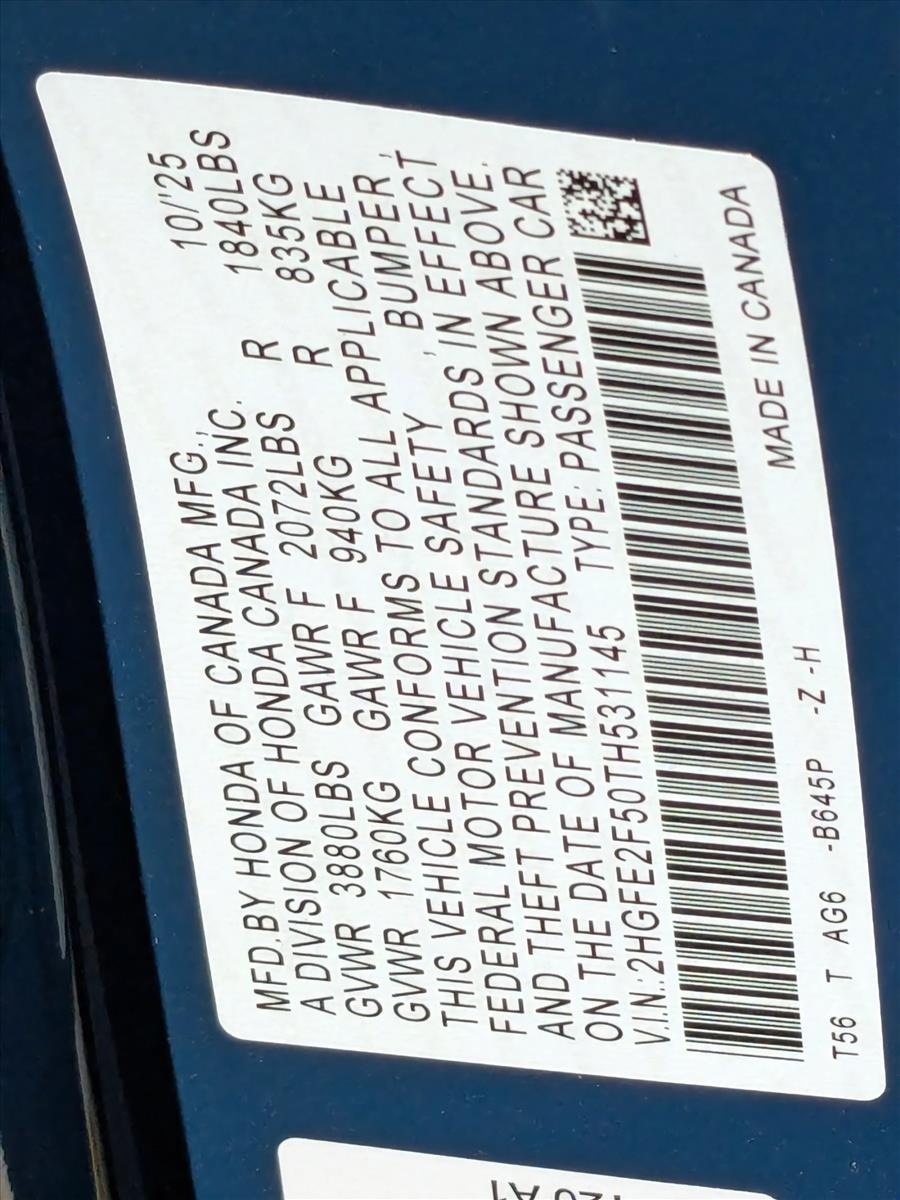 MFD.BY HONDA OF CANADA MFG., 10/'25
A DIVISION OF HONDA CANADA INC.
GVWR 3880LBS GAWR F 2072LBS R 1840LBS
GVWR 1760KG GAWR F 940KG R 835KG
THIS VEHICLE CONFORMS TO ALL APPLICABLE
FEDERAL MOTOR VEHICLE SAFETY , BUMPER ,
AND THEFT PREVENTION STANDARDS IN EFFECT
ON THE DATE OF MANUFACTURE SHOWN ABOVE.
V.I.N.:2HGFE2F50TH531145 TYPE: PASSENGER CAR
T56 T AG6 -B645P -Z -H MADE IN CANADA